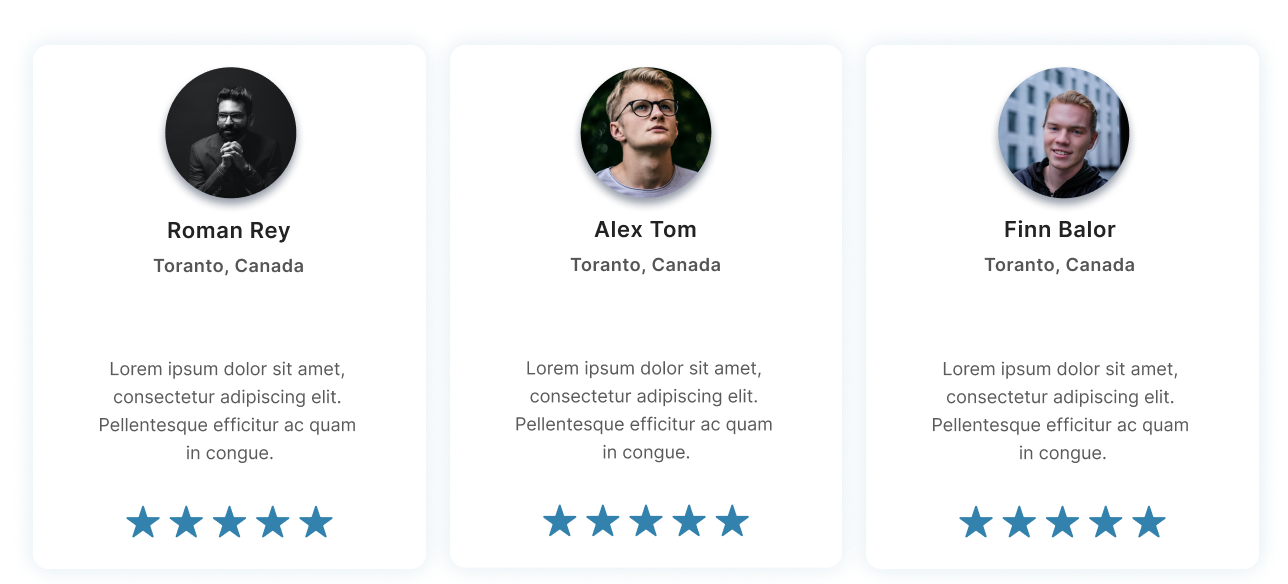 Roman Rey
Toranto, Canada
Lorem ipsum dolor sit amet,
consectetur adipiscing elit.
Pellentesque efficitur ac quam
in congue.
Alex Tom
Toranto, Canada
Lorem ipsum dolor sit amet,
consectetur adipiscing elit.
Pellentesque efficitur ac quam
in congue.
Finn Balor
Toranto, Canada
Lorem ipsum dolor sit amet,
consectetur adipiscing elit.
Pellentesque efficitur ac quam
in congue.